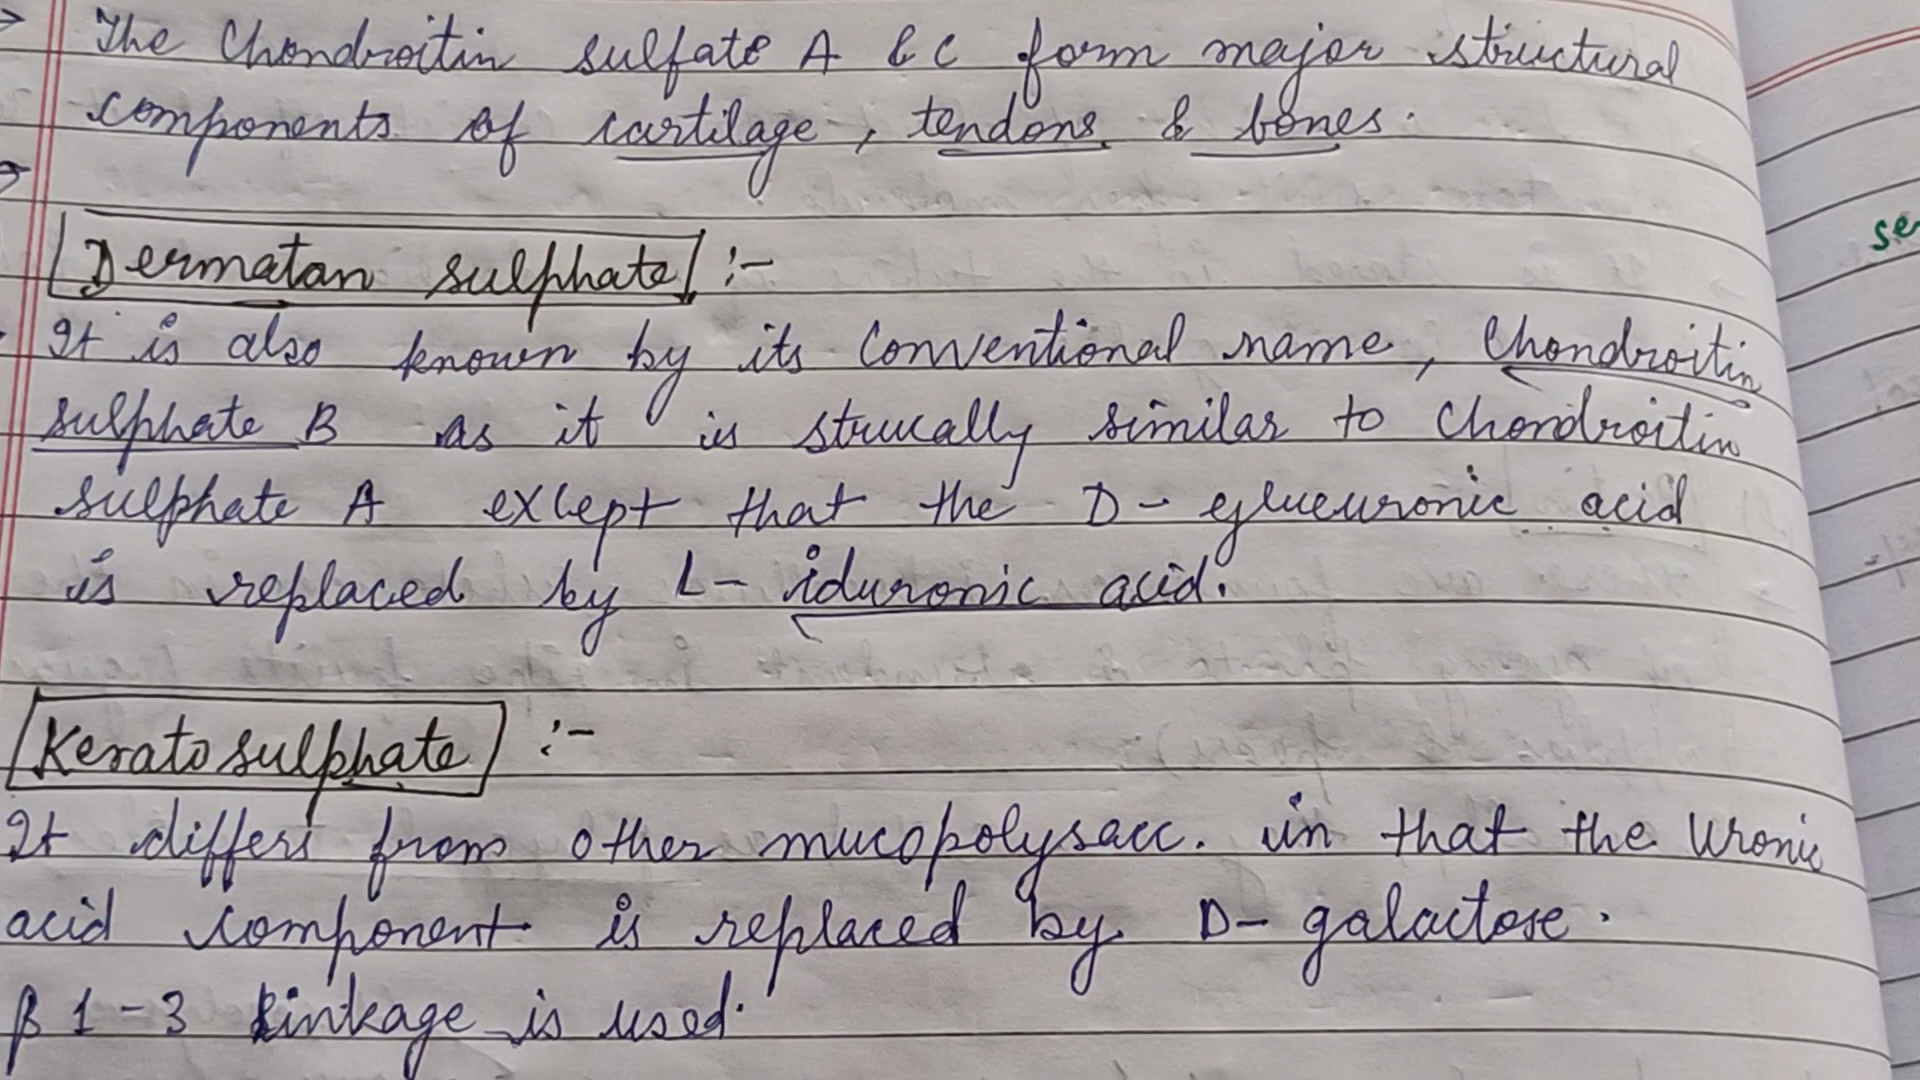 → The Chondroitin sulfate A & C form major structural
components of cartilage, tendons & bones.
→
Dermatan sulphate :-
It is also known by its conventional name, Chondroitin
sulphate B as it is strucally similar to Chondroitin
sulphate A except that the D- glucuronic acid
is replaced by L- iduronic acid.
Kerato sulphate :-
It differs from other mucopolysacc. in that the Uronic
acid component is replaced by D- galactose.
β 1-3 linkage is used.
se